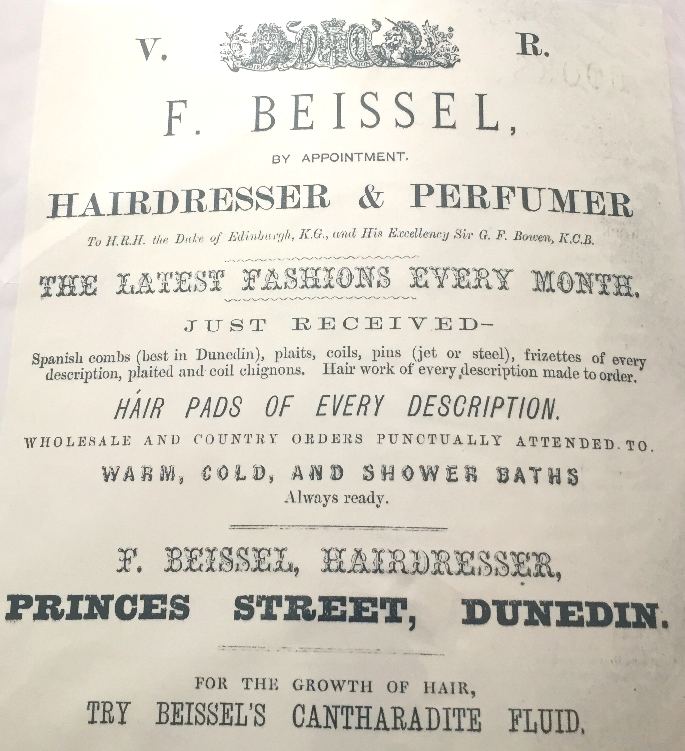 V. R.
F. BEISSEL,
BY APPOINTMENT.
HAIRDRESSER & PERFUMER
To H.R.H. the Duke of Edinburgh, K.G., and His Excellency Sir G. F. Bowen, K.C.B.
THE LATEST FASHIONS EVERY MONTH.
JUST RECEIVED–
Spanish combs (best in Dunedin), plaits, coils, pins (jet or steel), frizettes of every
description, plaited and coil chignons. Hair work of every description made to order.
HAIR PADS OF EVERY DESCRIPTION.
WHOLESALE AND COUNTRY ORDERS PUNCTUALLY ATTENDED TO.
WARM, COLD, AND SHOWER BATHS
Always ready.
F. BEISSEL, HAIRDRESSER,
PRINCES STREET, DUNEDIN.
FOR THE GROWTH OF HAIR,
TRY BEISSEL'S CANTHARADITE FLUID.